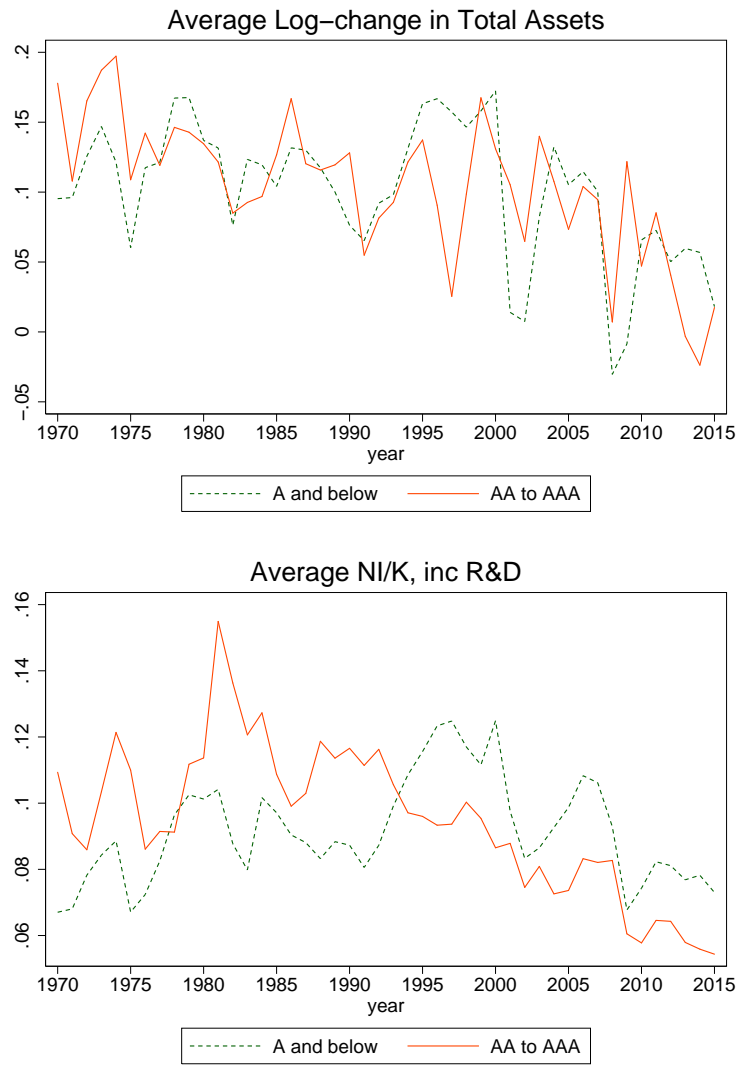 Average Log−change in Total Assets
.2
.15
.1
.05
0
−.05
1970 1975 1980 1985 1990 1995 2000 2005 2010 2015
year
A and below AA to AAA
Average NI/K, inc R&D
.16
.14
.12
.1
.08
.06
1970 1975 1980 1985 1990 1995 2000 2005 2010 2015
year
A and below AA to AAA